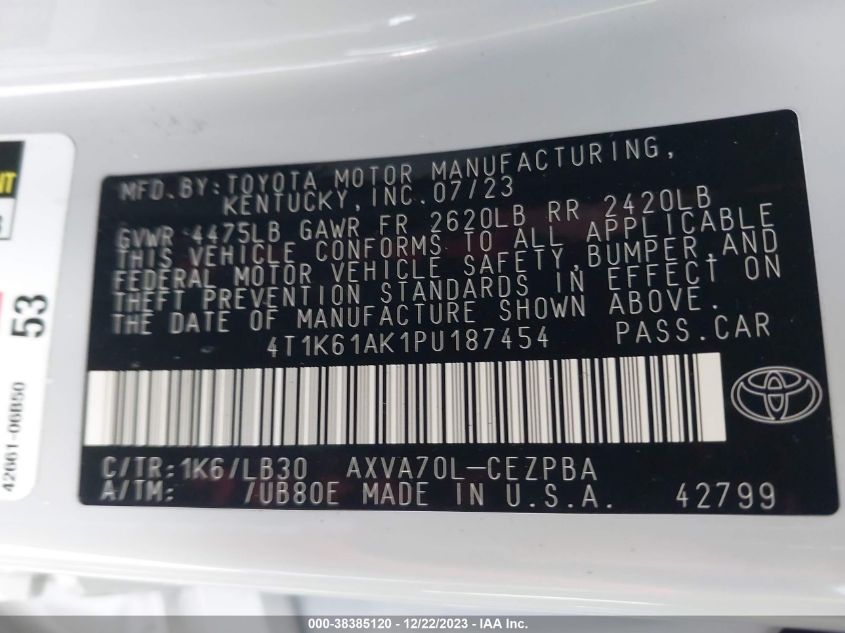 MFD. BY: TOYOTA MOTOR MANUFACTURING,
KENTUCKY, INC. 07/23
GVWR 4475LB GAWR FR 2620LB RR 2420LB
THIS VEHICLE CONFORMS TO ALL APPLICABLE
FEDERAL MOTOR VEHICLE SAFETY, BUMPER, AND
THEFT PREVENTION STANDARDS IN EFFECT ON
THE DATE OF MANUFACTURE SHOWN ABOVE.
4T1K61AK1PU187454 PASS.CAR
C/TR: 1K6/LB30 AXVA70L-CEZPBA
A/TM: /UB80E MADE IN U.S.A. 42799
53
42661-06B50
000-38385120 - 12/22/2023 - IAA Inc.